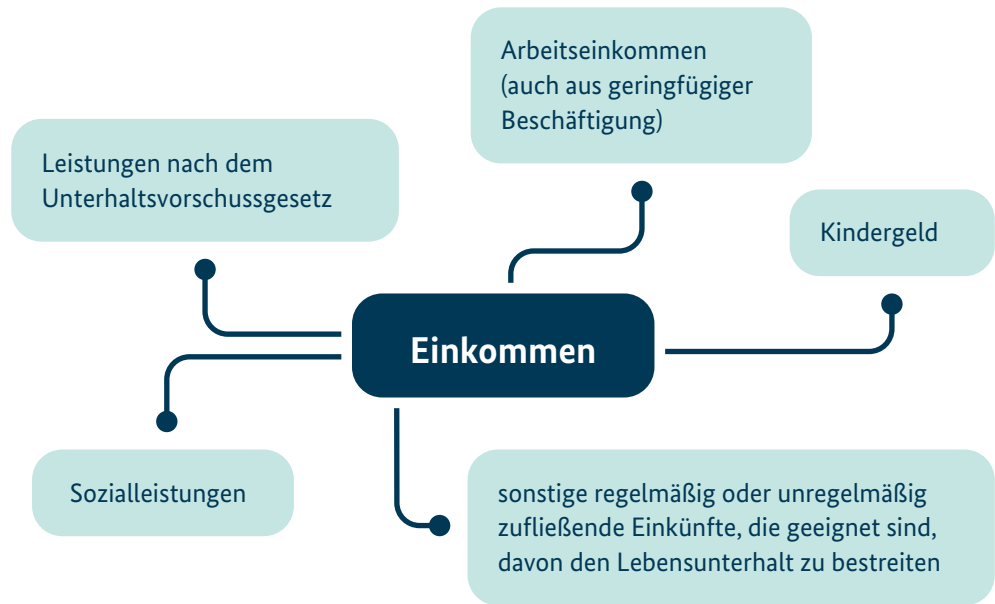 Arbeitseinkommen
(auch aus geringfügiger
Beschäftigung)
Leistungen nach dem
Unterhaltsvorschussgesetz
Kindergeld
Einkommen
Sozialleistungen
sonstige regelmäßig oder unregelmäßig
zufließende Einkünfte, die geeignet sind,
davon den Lebensunterhalt zu bestreiten